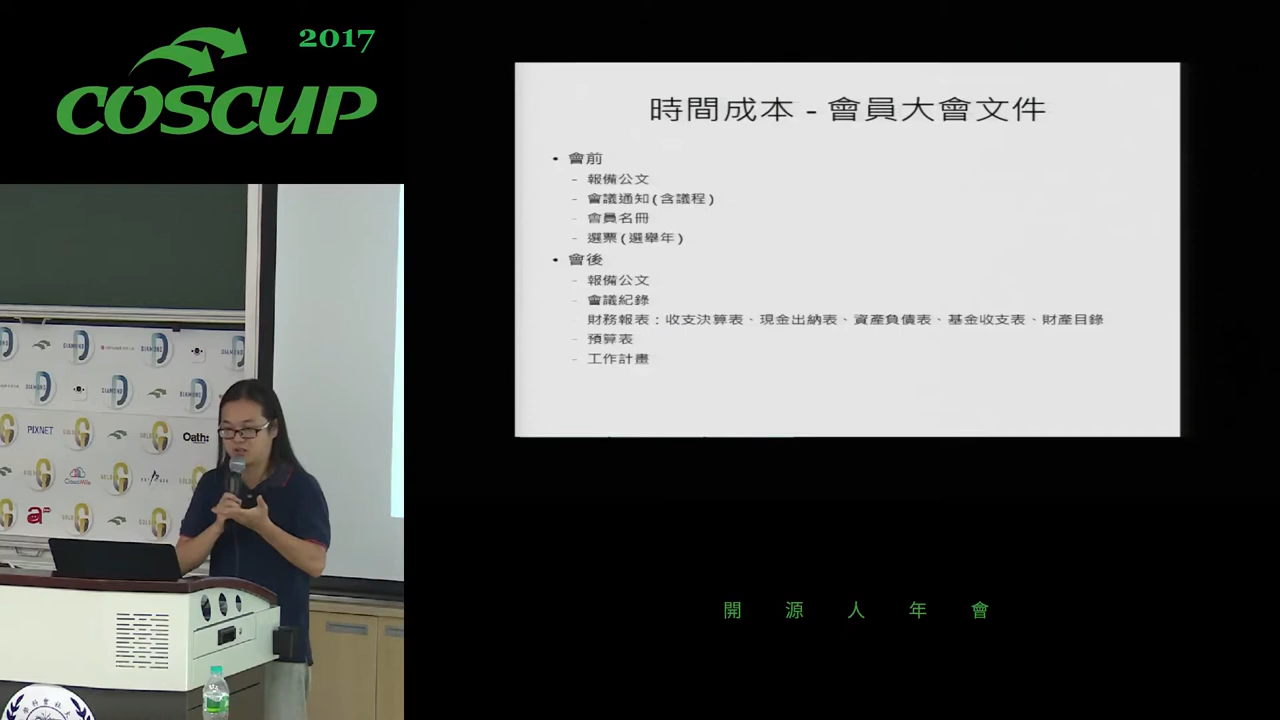 2017
COSCUP
時間成本 - 會員大會文件
• 會前
- 報備公文
- 會議通知(含議程)
- 會員名冊
- 選票(選舉年)
• 會後
- 報備公文
- 會議紀錄
財務報表：收支決算表、現金出納表、資產負債表、基金收支表、財產目錄
- 預算表
- 工作計畫
DIAMOND
DIAMOND
DIAMOND
PIXNET
Oath:
開源人年會